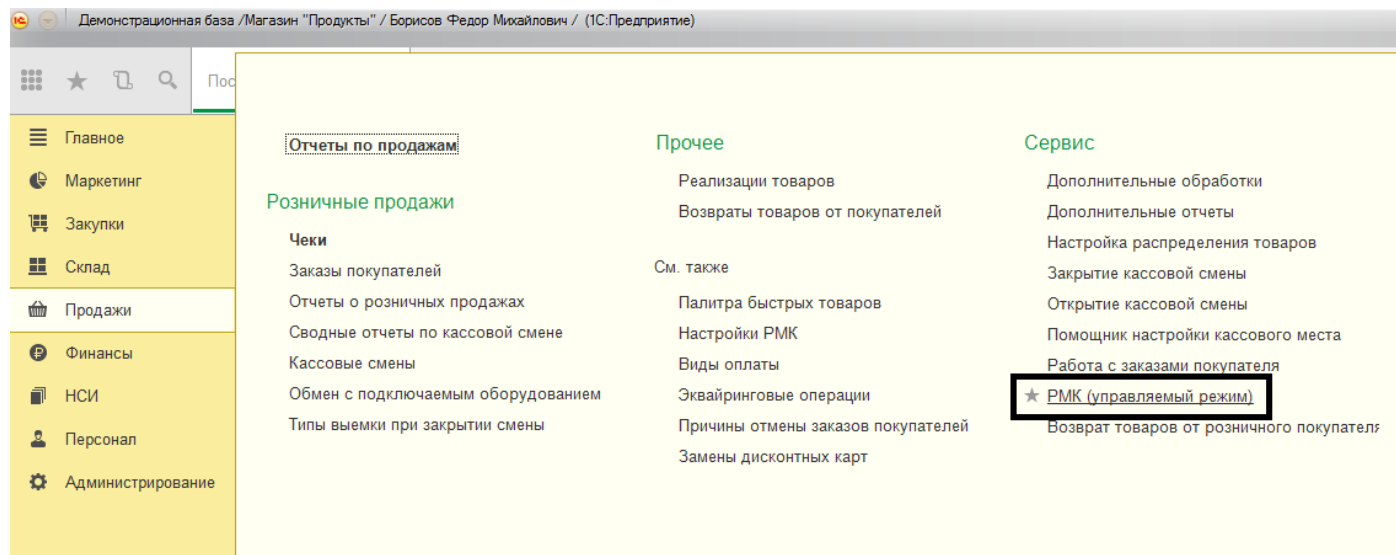 1С Демонстрационная база /Магазин "Продукты" / Борисов Федор Михайлович / (1С:Предприятие)
Пос
Главное
Маркетинг
Закупки
Склад
Продажи
Финансы
НСИ
Персонал
Администрирование
Отчеты по продажам
Розничные продажи
Чеки
Заказы покупателей
Отчеты о розничных продажах
Сводные отчеты по кассовой смене
Кассовые смены
Обмен с подключаемым оборудованием
Типы выемки при закрытии смены
Прочее
Реализации товаров
Возвраты товаров от покупателей
См. также
Палитра быстрых товаров
Настройки РМК
Виды оплаты
Эквайринговые операции
Причины отмены заказов покупателей
Замены дисконтных карт
Сервис
Дополнительные обработки
Дополнительные отчеты
Настройка распределения товаров
Закрытие кассовой смены
Открытие кассовой смены
Помощник настройки кассового места
Работа с заказами покупателя
РМК (управляемый режим)
Возврат товаров от розничного покупателя